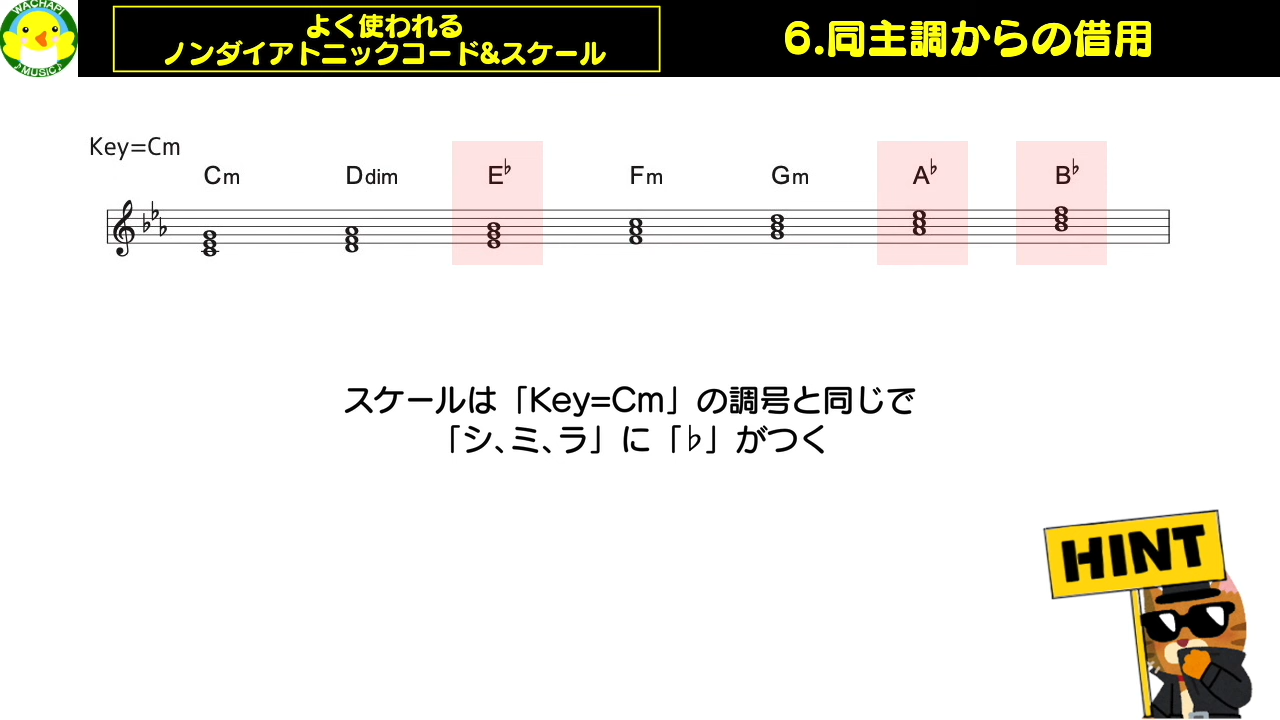 WACHAPI
♪MUSIC♪
よく使われる
ノンダイアトニックコード&スケール
6.同主調からの借用
Key=Cm
Cm Ddim E♭ Fm Gm A♭ B♭
スケールは「Key=Cm」の調号と同じで
「シ、ミ、ラ」に「♭」がつく
HINT